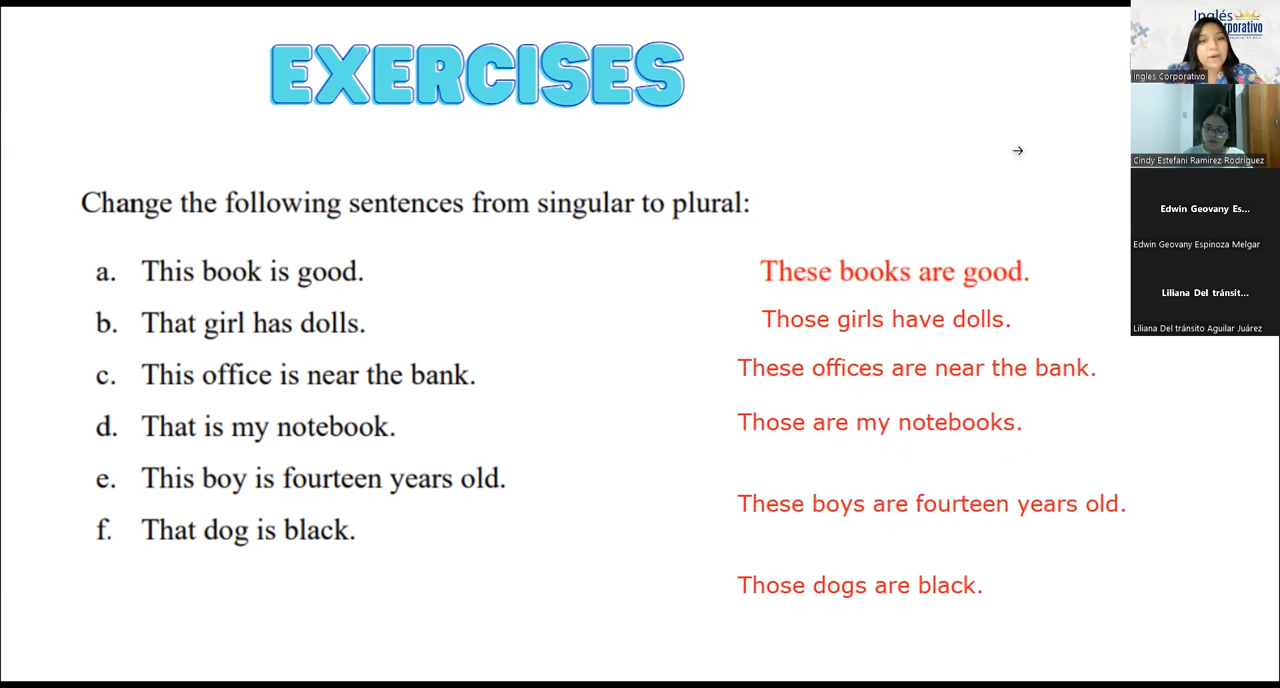 EXERCISES
Change the following sentences from singular to plural:
a. This book is good.
These books are good.
b. That girl has dolls.
Those girls have dolls.
c. This office is near the bank.
These offices are near the bank.
d. That is my notebook.
Those are my notebooks.
e. This boy is fourteen years old.
These boys are fourteen years old.
f. That dog is black.
Those dogs are black.
Inglés
Ingles Corporativo
Cindy Estefani Ramirez Rodriguez
Edwin Geovany Es...
Edwin Geovany Espinoza Melgar
Liliana Del tránsit...
Liliana Del tránsito Aguilar Juárez